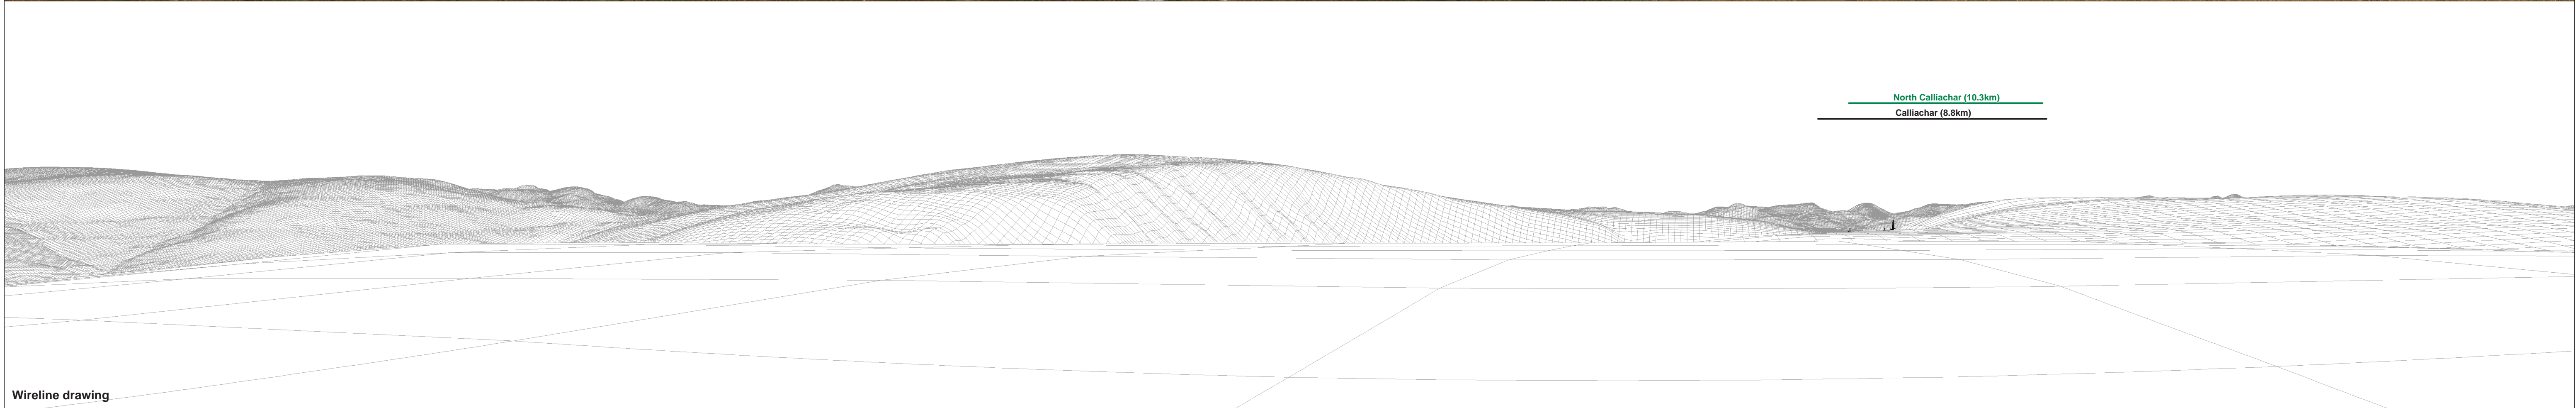 North Calliachar (10.3km)
Calliachar (8.8km)
Wireline drawing